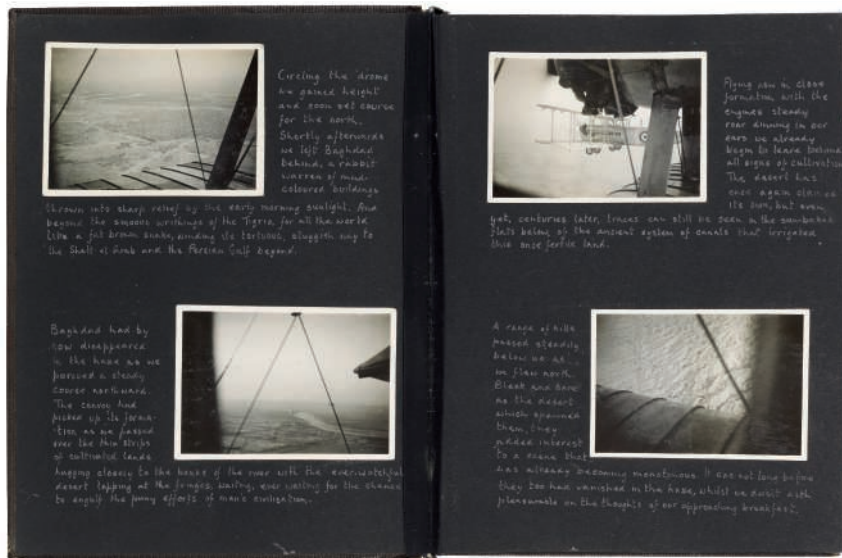 Circling the 'drome
we gained height
and soon set course
for the north.
Shortly afterwards
we left Baghdad
behind, a rabbit
warren of mud-
coloured buildings
thrown into sharp relief by the early morning sunlight. And
beyond the sinuous writhings of the Tigris, for all the world
like a fat brown snake, winding its tortuous, sluggish way to
the Shatt el Arab and the Persian Gulf beyond.
Baghdad had by
now disappeared
in the haze as we
pursued a steady
course northward.
The convoy had
picked up its forma-
tion as we passed
over the thin strips
of cultivated lands
hugging closely to the banks of the river with the ever-watchful
desert lapping at the fringes, waiting, ever waiting for the chance
to engulf the puny efforts of man's civilisation.
Flying now in close
formation with the
engines steady
roar dinning in our
ears we already
began to leave behind
all signs of cultivation
The desert has
once again claimed
its own, but even
yet, centuries later, traces can still be seen in the sun-baked
flats below, of the ancient system of canals that irrigated
this once fertile land.
A range of hills
passed steadily
below us as
we flew north.
Bleak and bare
as the desert
which spawned
them, they
added interest
to a scene that
was already becoming monotonous. It was not long before
they too had vanished in the haze, whilst we dwelt with
pleasurable on the thoughts of our approaching breakfast.